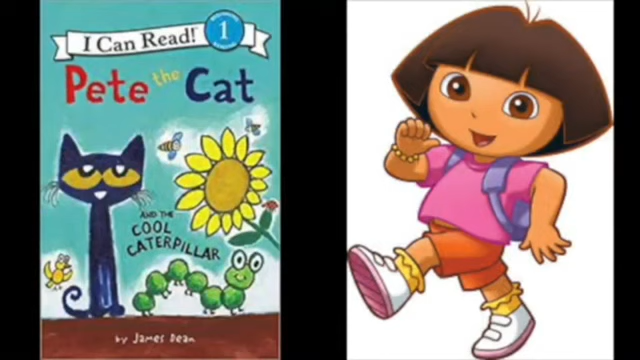 I Can Read!
1
Pete the Cat
AND THE
COOL
CATERPILLAR
by James Dean